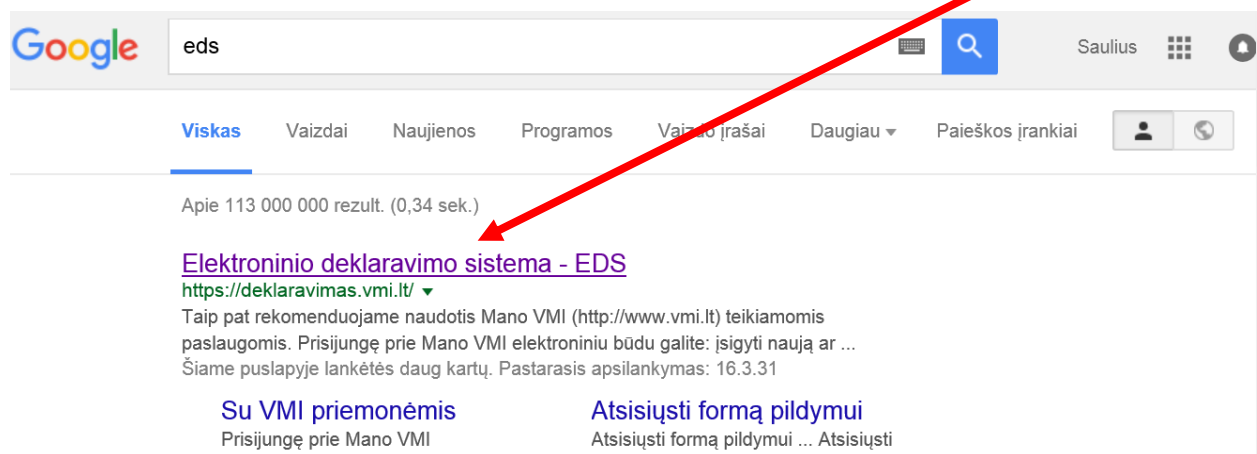 Google eds Saulius
Viskas Vaizdai Naujienos Programos Vaizdo įrašai Daugiau Paieškos įrankiai
Apie 113 000 000 rezult. (0,34 sek.)
Elektroninio deklaravimo sistema - EDS
https://deklaravimas.vmi.lt/
Taip pat rekomenduojame naudotis Mano VMI (http://www.vmi.lt) teikiamomis
paslaugomis. Prisijungę prie Mano VMI elektroniniu būdu galite: įsigyti naują ar ...
Šiame puslapyje lankėtės daug kartų. Pastarasis apsilankymas: 16.3.31
Su VMI priemonėmis Atsisiųsti formą pildymui
Prisijungę prie Mano VMI Atsisiųsti formą pildymui ... Atsisiųsti